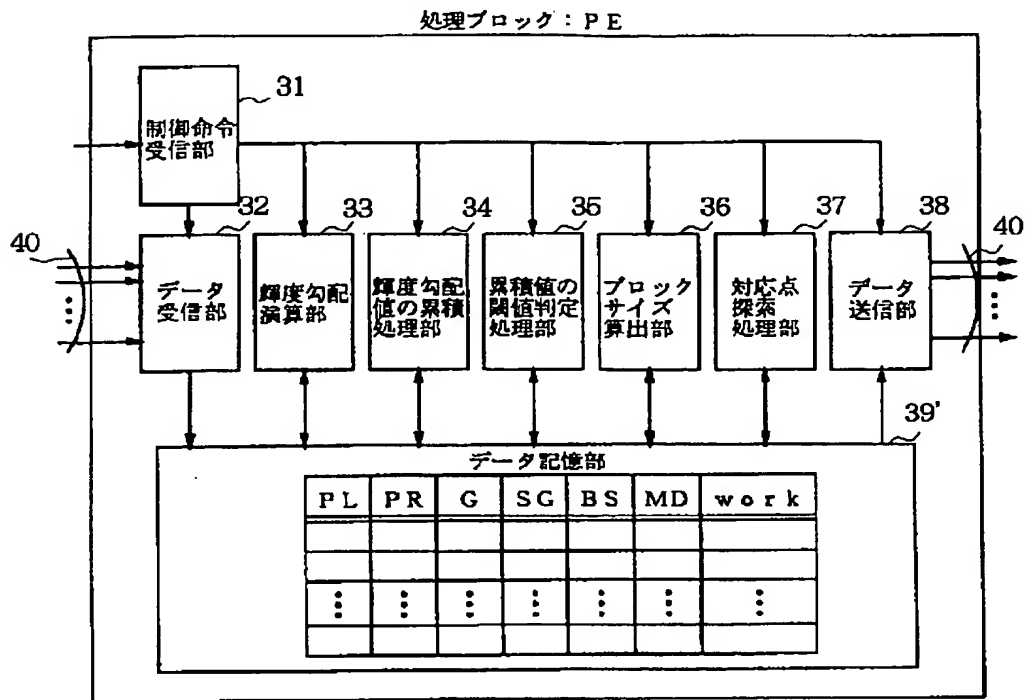 処理ブロック：PE
31
制御命令
受信部
40
32
33
34
35
36
37
38
40
データ
受信部
輝度勾配
演算部
輝度勾配
値の累積
処理部
累積値の
閾値判定
処理部
ブロック
サイズ
算出部
対応点
探索
処理部
データ
送信部
39'
データ記憶部
PL PR G SG BS MD work